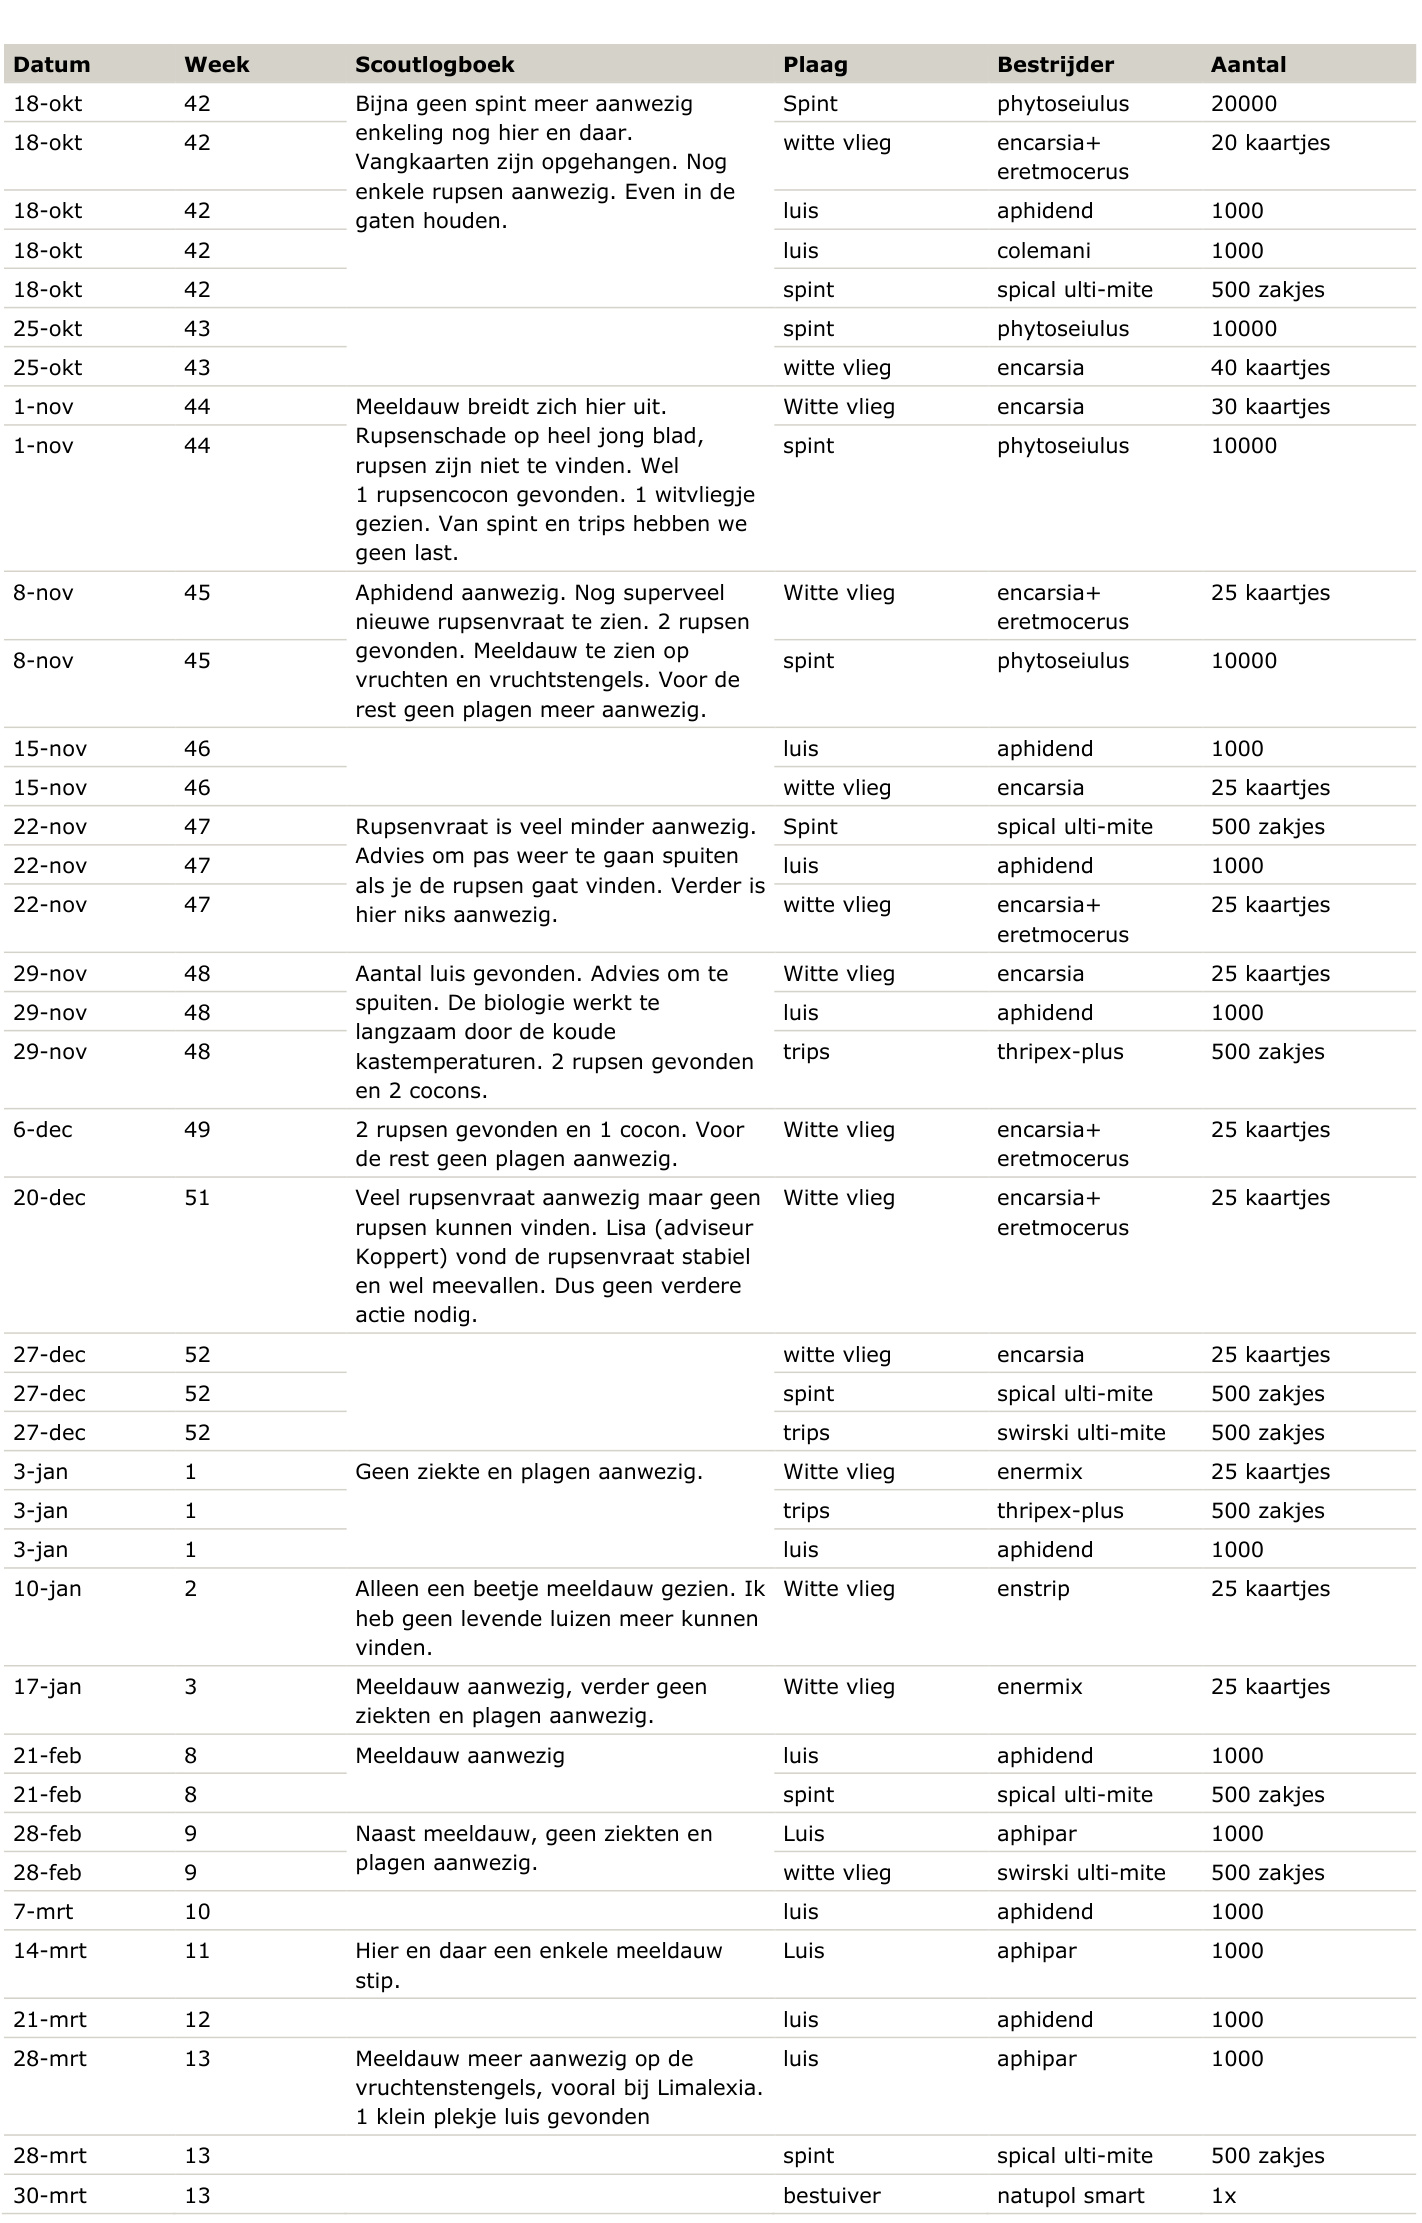 Datum Week Scoutlogboek Plaag Bestrijder Aantal
18-okt 42 Bijna geen spint meer aanwezig Spint phytoseiulus 20000
enkeling nog hier en daar.
18-okt 42 Vangkaarten zijn opgehangen. Nog witte vlieg encarsia+ 20 kaartjes
enkele rupsen aanwezig. Even in de eretmocerus
18-okt 42 gaten houden. luis aphidend 1000
18-okt 42 luis colemani 1000
18-okt 42 spint spical ulti-mite 500 zakjes
25-okt 43 spint phytoseiulus 10000
25-okt 43 witte vlieg encarsia 40 kaartjes
1-nov 44 Meeldauw breidt zich hier uit. Witte vlieg encarsia 30 kaartjes
1-nov 44 Rupsenschade op heel jong blad, spint phytoseiulus 10000
rupsen zijn niet te vinden. Wel
1 rupsencocon gevonden. 1 witvliegje
gezien. Van spint en trips hebben we
geen last.
8-nov 45 Aphidend aanwezig. Nog superveel Witte vlieg encarsia+ 25 kaartjes
nieuwe rupsenvraat te zien. 2 rupsen eretmocerus
8-nov 45 gevonden. Meeldauw te zien op spint phytoseiulus 10000
vruchten en vruchtstengels. Voor de
rest geen plagen meer aanwezig.
15-nov 46 luis aphidend 1000
15-nov 46 witte vlieg encarsia 25 kaartjes
22-nov 47 Rupsenvraat is veel minder aanwezig. Spint spical ulti-mite 500 zakjes
22-nov 47 Advies om pas weer te gaan spuiten luis aphidend 1000
als je de rupsen gaat vinden. Verder is
22-nov 47 hier niks aanwezig. witte vlieg encarsia+ 25 kaartjes
eretmocerus
29-nov 48 Aantal luis gevonden. Advies om te Witte vlieg encarsia 25 kaartjes
29-nov 48 spuiten. De biologie werkt te luis aphidend 1000
langzaam door de koude
29-nov 48 kastemperaturen. 2 rupsen gevonden trips thripex-plus 500 zakjes
en 2 cocons.
6-dec 49 2 rupsen gevonden en 1 cocon. Voor Witte vlieg encarsia+ 25 kaartjes
de rest geen plagen aanwezig. eretmocerus
20-dec 51 Veel rupsenvraat aanwezig maar geen Witte vlieg encarsia+ 25 kaartjes
rupsen kunnen vinden. Lisa (adviseur eretmocerus
Koppert) vond de rupsenvraat stabiel
en wel meevallen. Dus geen verdere
actie nodig.
27-dec 52 witte vlieg encarsia 25 kaartjes
27-dec 52 spint spical ulti-mite 500 zakjes
27-dec 52 trips swirski ulti-mite 500 zakjes
3-jan 1 Geen ziekte en plagen aanwezig. Witte vlieg enermix 25 kaartjes
3-jan 1 trips thripex-plus 500 zakjes
3-jan 1 luis aphidend 1000
10-jan 2 Alleen een beetje meeldauw gezien. Ik Witte vlieg enstrip 25 kaartjes
heb geen levende luizen meer kunnen
vinden.
17-jan 3 Meeldauw aanwezig, verder geen Witte vlieg enermix 25 kaartjes
ziekten en plagen aanwezig.
21-feb 8 Meeldauw aanwezig luis aphidend 1000
21-feb 8 spint spical ulti-mite 500 zakjes
28-feb 9 Naast meeldauw, geen ziekten en Luis aphipar 1000
28-feb 9 plagen aanwezig. witte vlieg swirski ulti-mite 500 zakjes
7-mrt 10 luis aphidend 1000
14-mrt 11 Hier en daar een enkele meeldauw Luis aphipar 1000
stip.
21-mrt 12 luis aphidend 1000
28-mrt 13 Meeldauw meer aanwezig op de luis aphipar 1000
vruchtenstengels, vooral bij Limalexia.
1 klein plekje luis gevonden
28-mrt 13 spint spical ulti-mite 500 zakjes
30-mrt 13 bestuiver natupol smart 1x